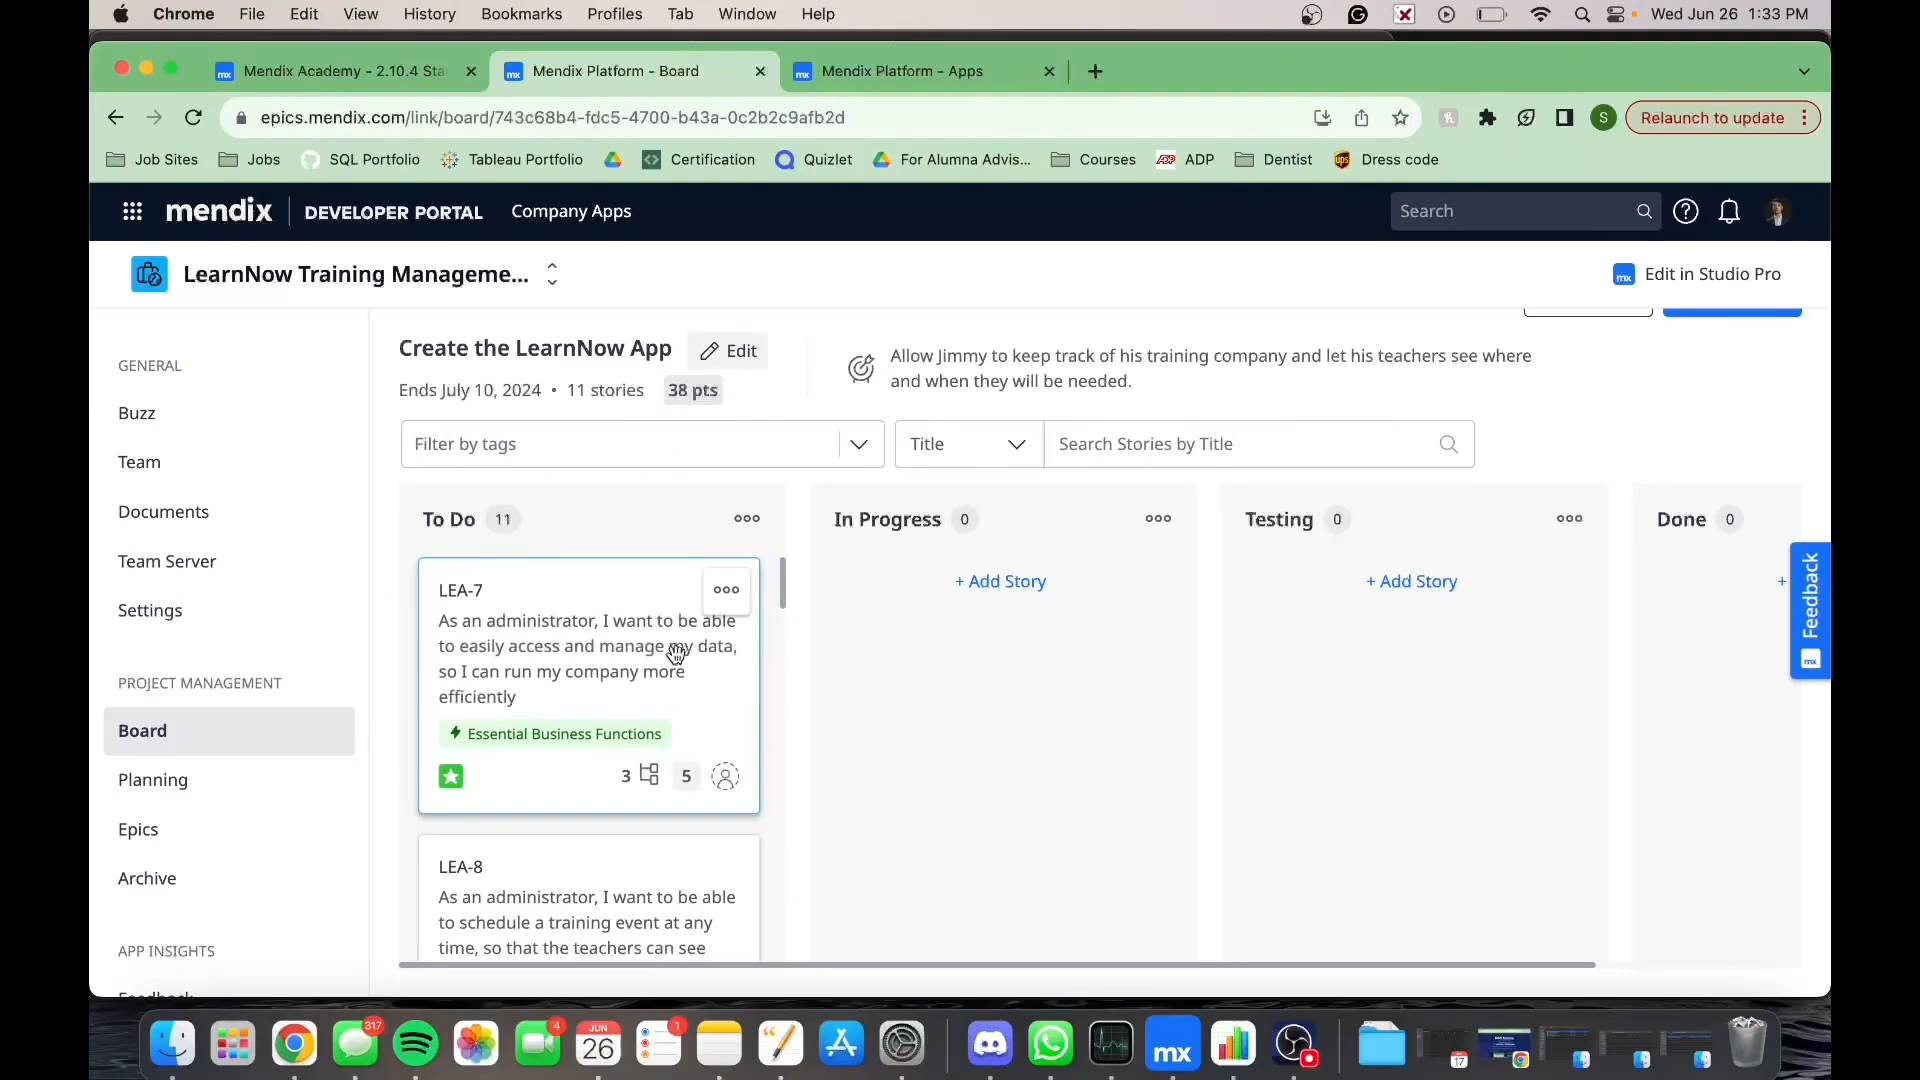 Chrome File Edit View History Bookmarks Profiles Tab Window Help Wed Jun 26 1:33 PM
Mendix Academy - 2.10.4 Sta
Mendix Platform - Board
Mendix Platform - Apps
epics.mendix.com/link/board/743c68b4-fdc5-4700-b43a-0c2b2c9afb2d
S
Relaunch to update
Job Sites
Jobs
SQL Portfolio
Tableau Portfolio
Certification
Quizlet
For Alumna Advis...
Courses
ADP
Dentist
Dress code
mendix DEVELOPER PORTAL Company Apps
Search
LearnNow Training Manageme...
mx Edit in Studio Pro
GENERAL
Buzz
Team
Documents
Team Server
Settings
PROJECT MANAGEMENT
Board
Planning
Epics
Archive
APP INSIGHTS
Feedback
Create the LearnNow App
Edit
Ends July 10, 2024 • 11 stories 38 pts
Allow Jimmy to keep track of his training company and let his teachers see where
and when they will be needed.
Filter by tags
Title
Search Stories by Title
To Do 11
LEA-7
As an administrator, I want to be able
to easily access and manage my data,
so I can run my company more
efficiently
Essential Business Functions
3 5
LEA-8
As an administrator, I want to be able
to schedule a training event at any
time, so that the teachers can see
In Progress 0
+ Add Story
Testing 0
+ Add Story
Done 0
+
Feedback
mx
317
4
JUN
26
1
mx
17